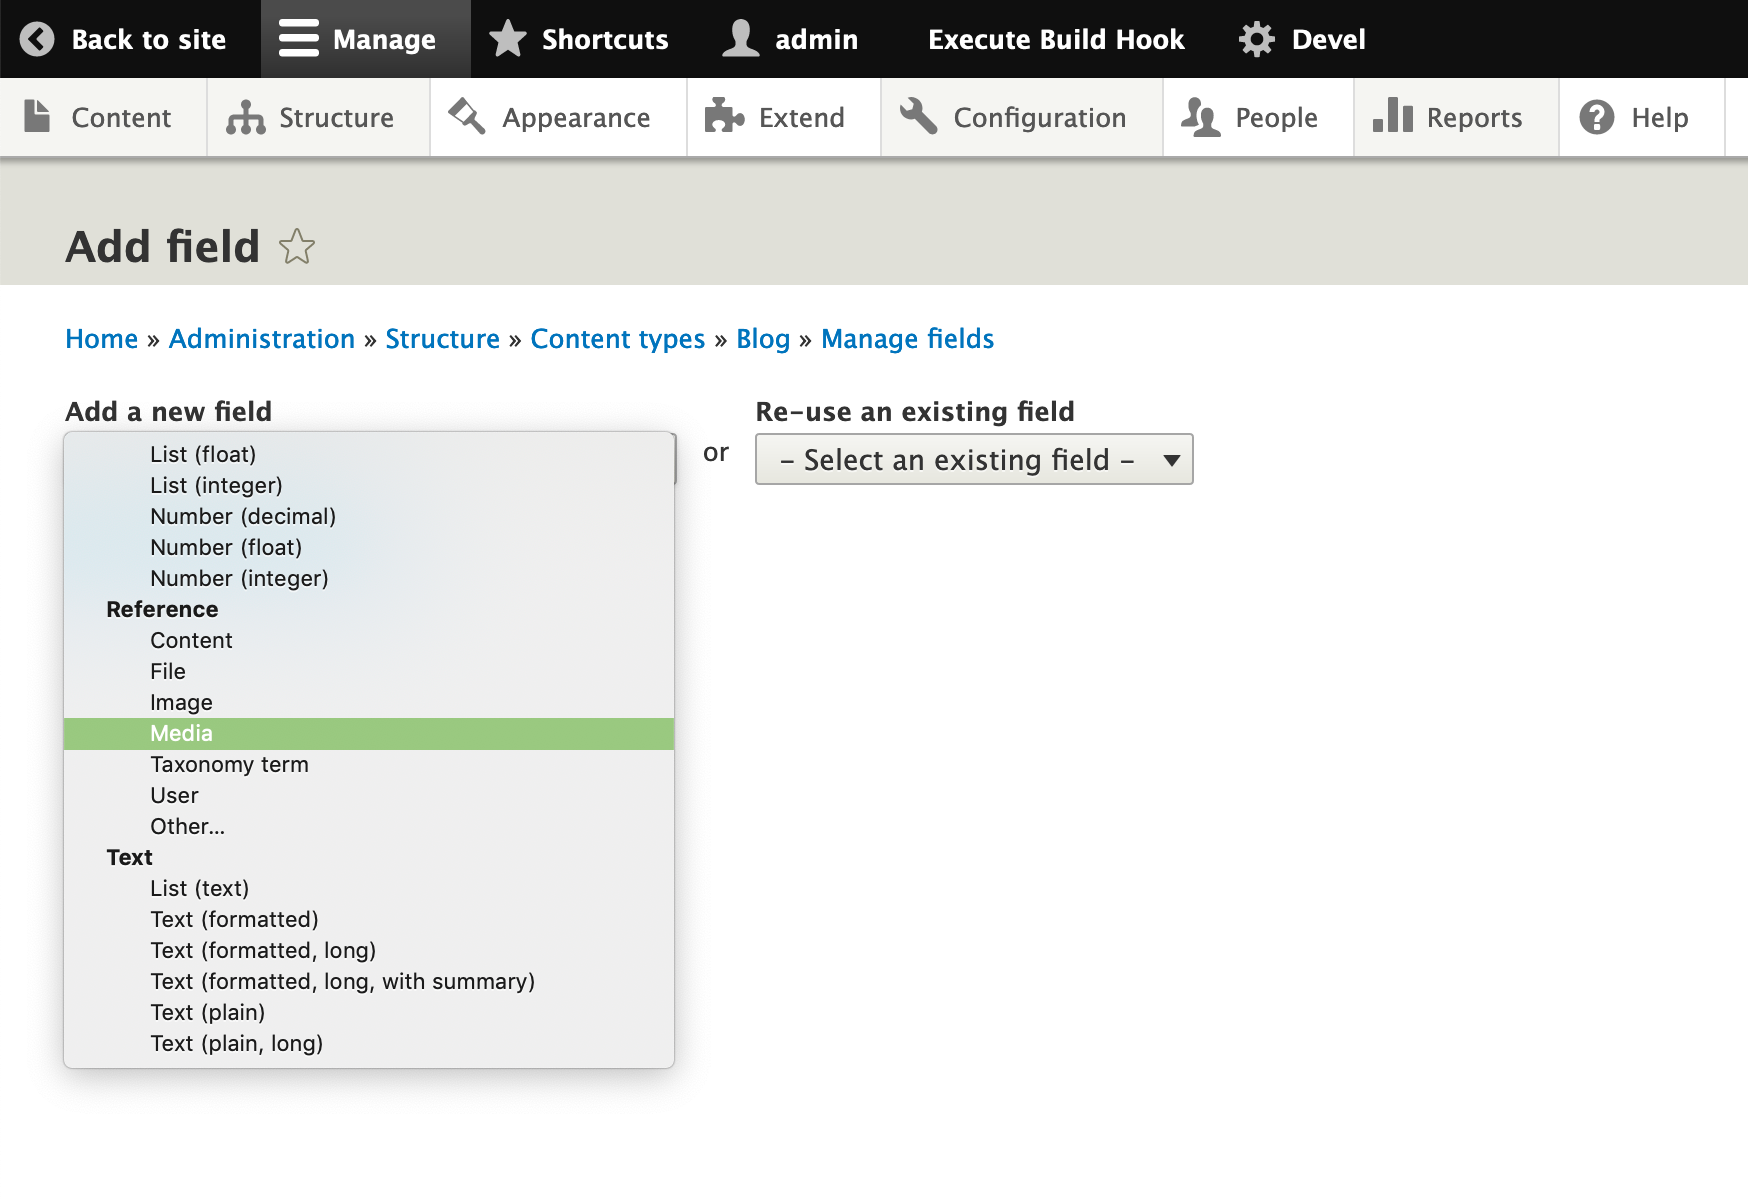 Back to site Manage Shortcuts admin Execute Build Hook Devel
Content Structure Appearance Extend Configuration People Reports Help
Add field
Home » Administration » Structure » Content types » Blog » Manage fields
Add a new field
or
Re-use an existing field
- Select an existing field -
List (float)
List (integer)
Number (decimal)
Number (float)
Number (integer)
Reference
Content
File
Image
Media
Taxonomy term
User
Other...
Text
List (text)
Text (formatted)
Text (formatted, long)
Text (formatted, long, with summary)
Text (plain)
Text (plain, long)